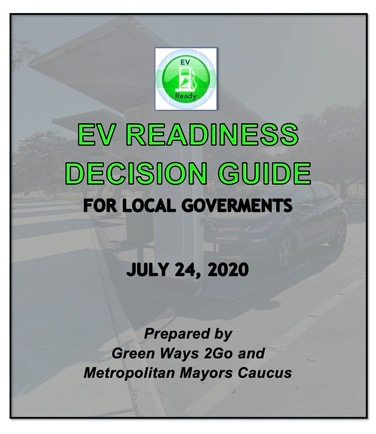 EV
Ready
EV READINESS
DECISION GUIDE
FOR LOCAL GOVERMENTS
JULY 24, 2020
Prepared by
Green Ways 2Go and
Metropolitan Mayors Caucus